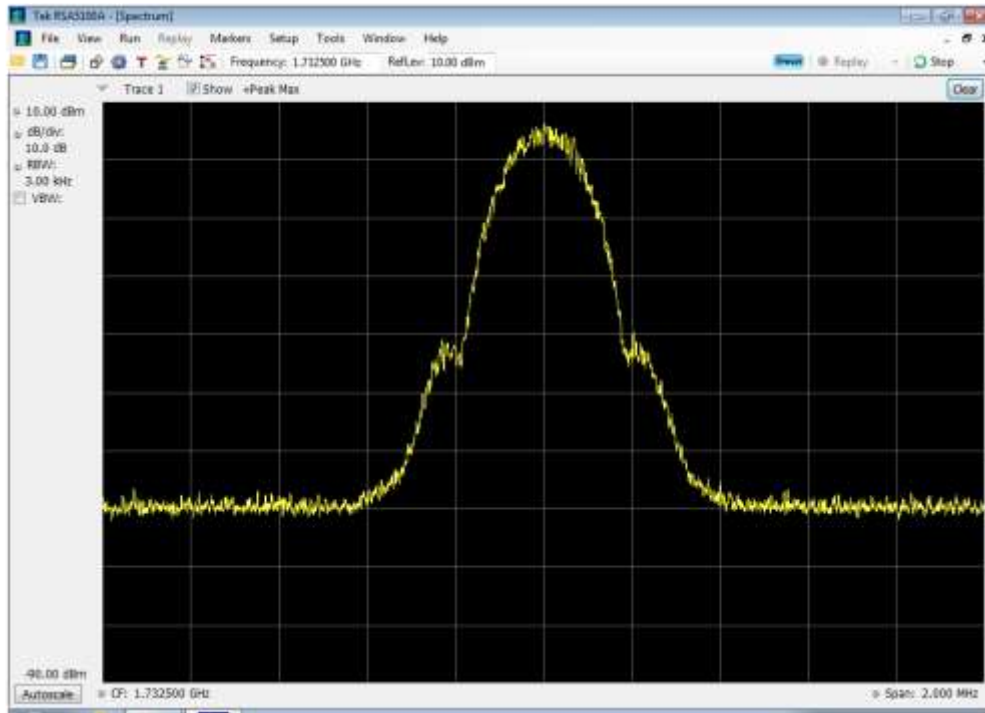 Tek RSA5100A - [Spectrum]
File View Run Replay Markers Setup Tools Window Help
T Frequency: 1.732500 GHz RefLev: 10.00 dBm Preset Replay Stop
Trace 1 Show +Peak Max Clear
10.00 dBm
dB/div:
10.0 dB
RBW:
3.00 kHz
VBW:
-90.00 dBm
Autoscale CF: 1.732500 GHz Span: 2.000 MHz